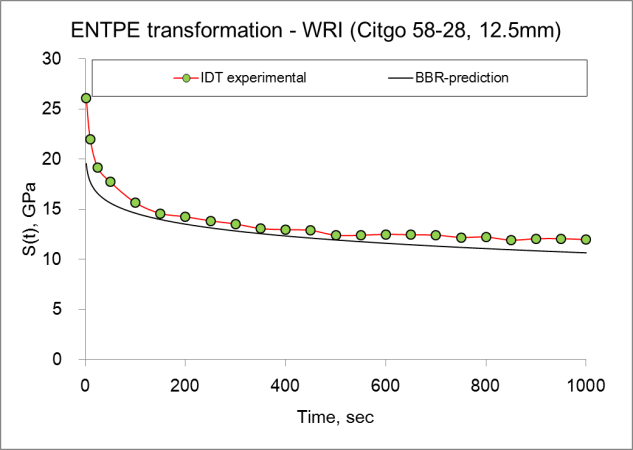 ENTPE transformation - WRI (Citgo 58-28, 12.5mm)
IDT experimental
BBR-prediction
S(t), GPa
30
25
20
15
10
5
0
0 200 400 600 800 1000
Time, sec